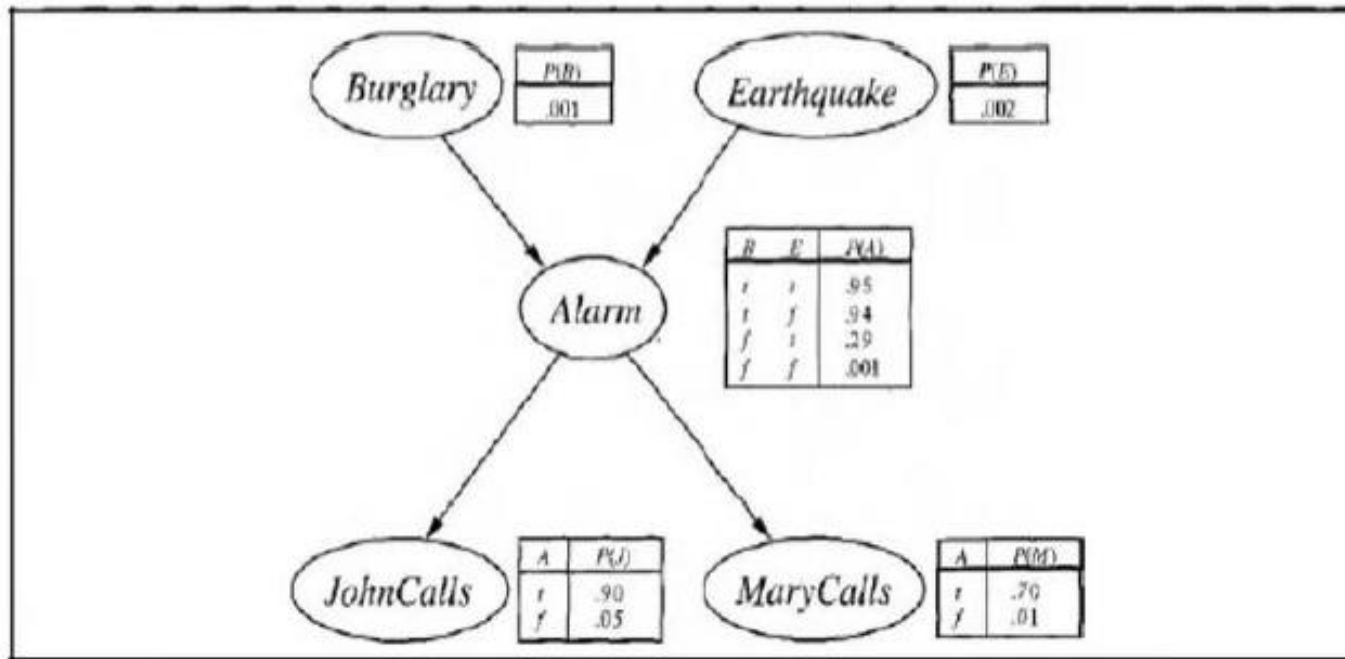 Burglary
P(B)
.001
Earthquake
P(E)
.002
Alarm
B E P(A)
t t .95
t f .94
f t .29
f f .001
JohnCalls
A P(J)
t .90
f .05
MaryCalls
A P(M)
t .70
f .01